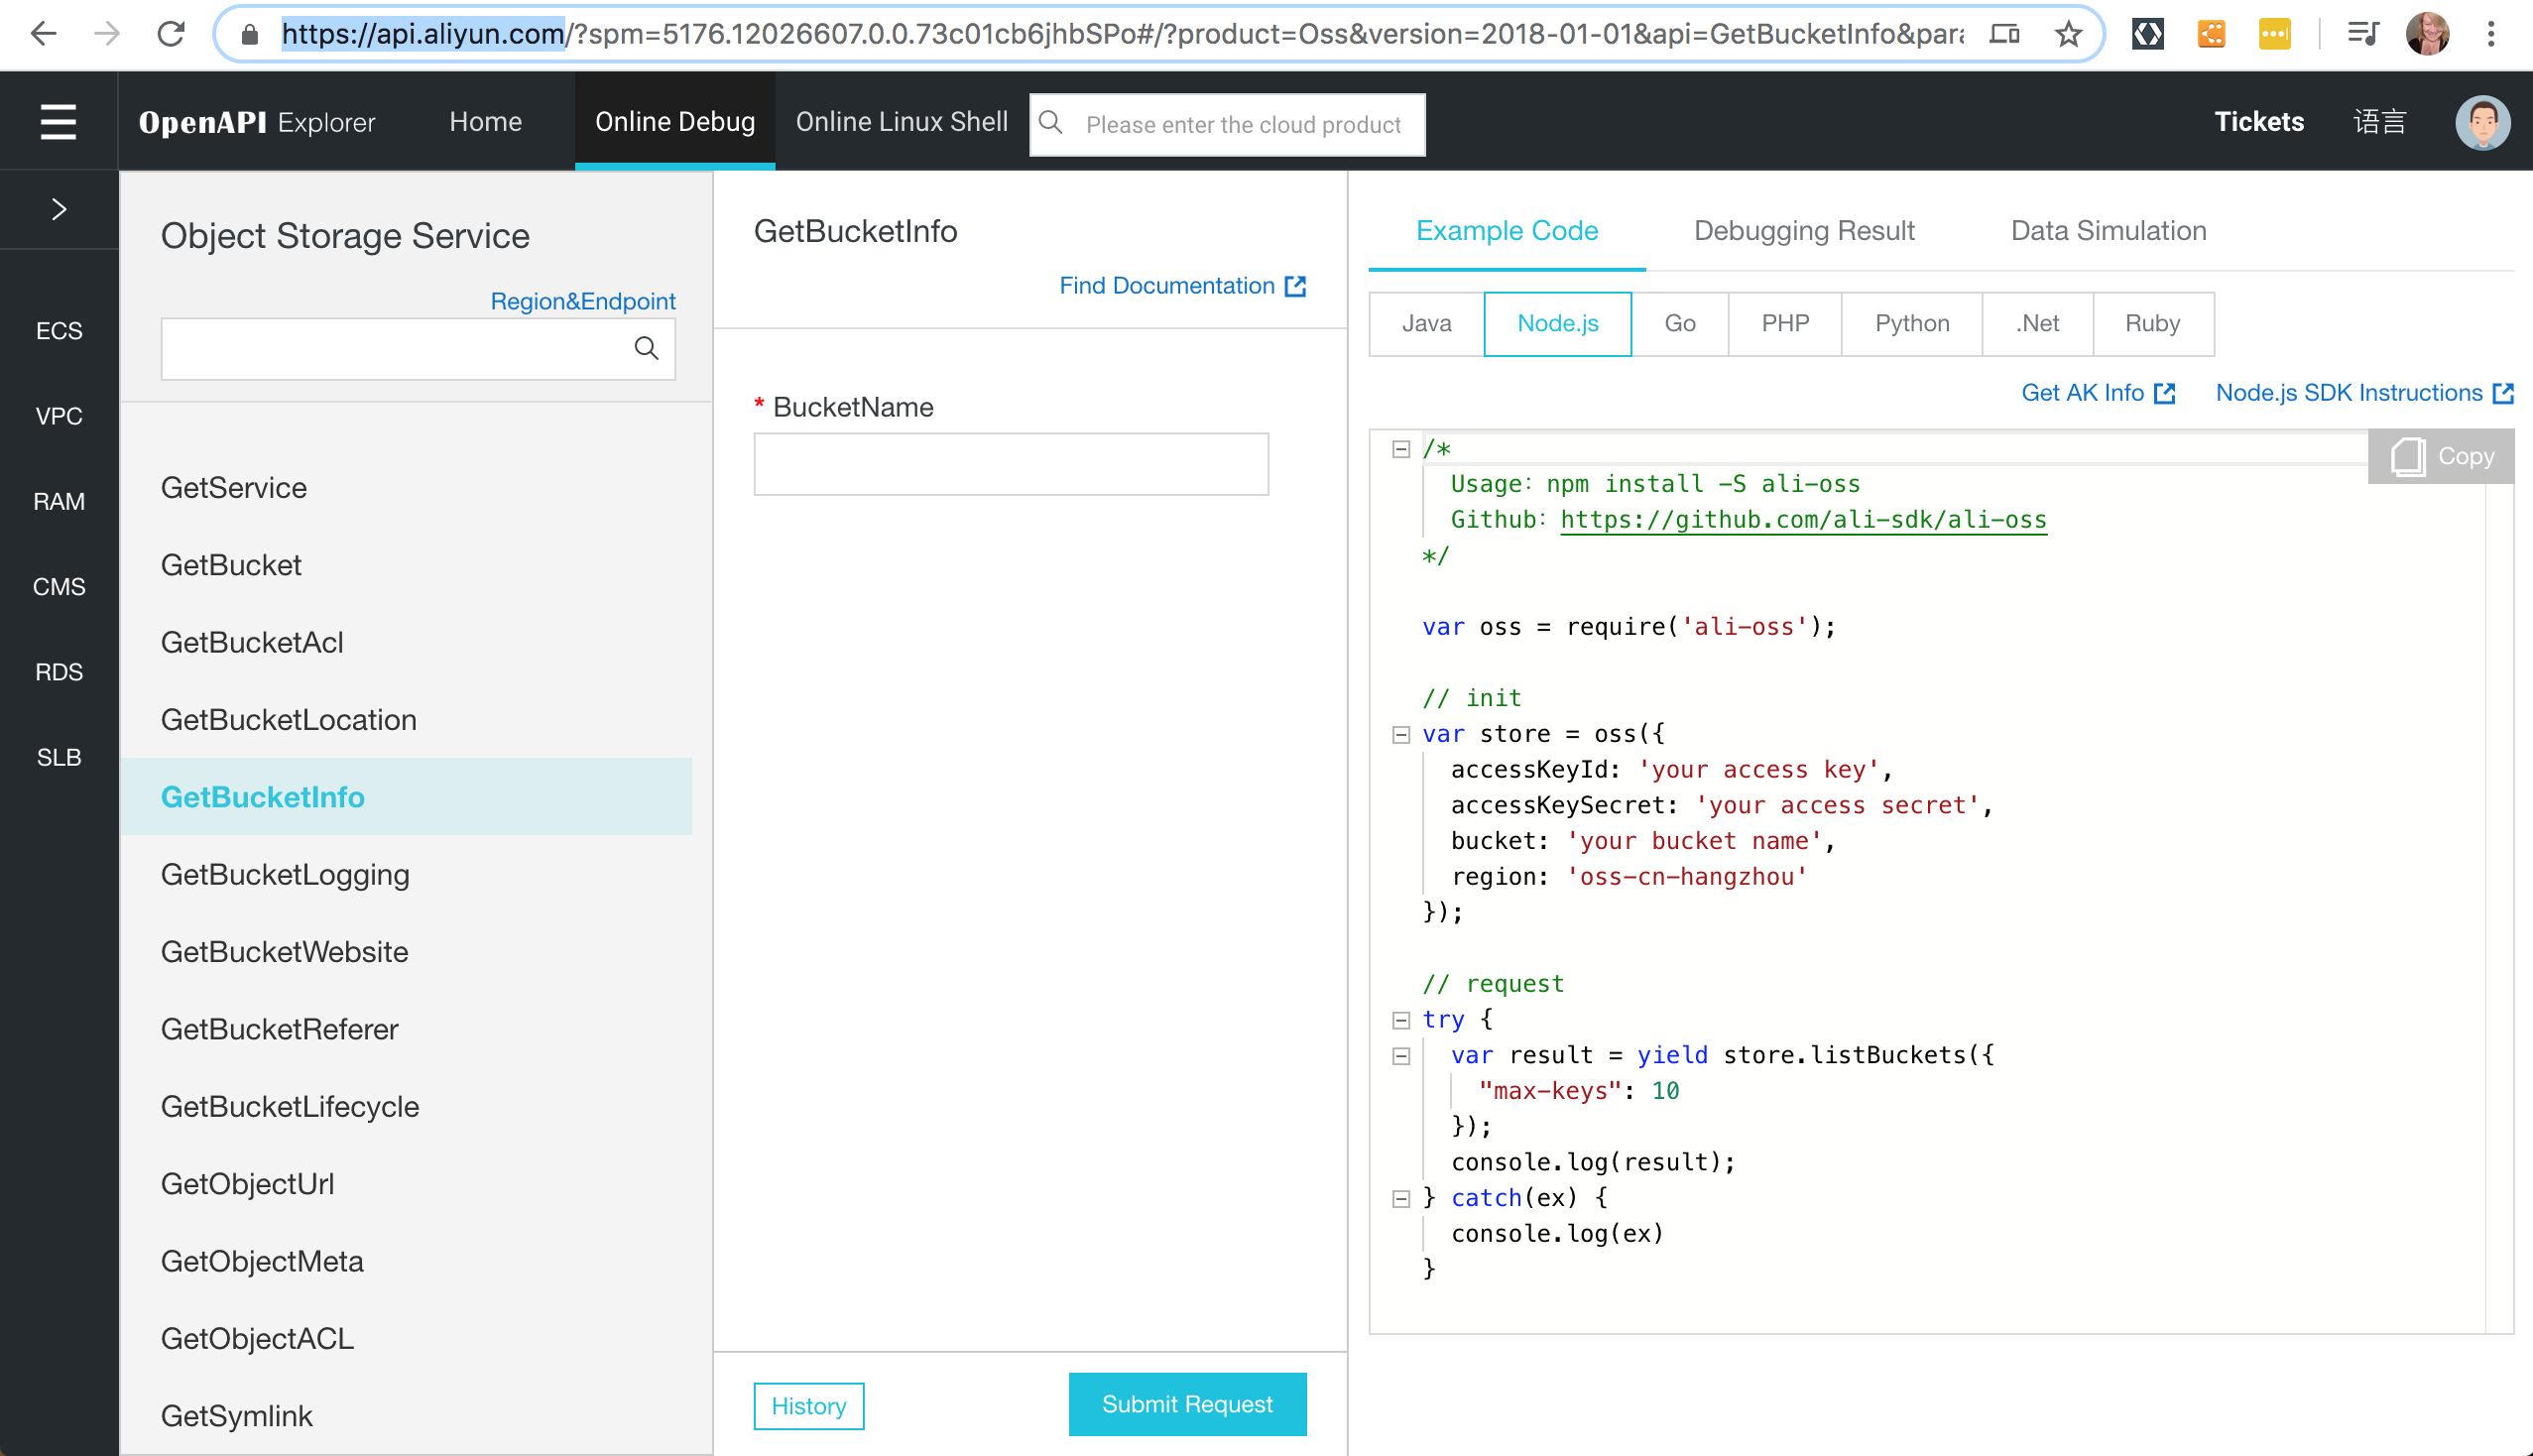 https://api.aliyun.com/?spm=5176.12026607.0.0.73c01cb6jhbSPo#/?product=Oss&version=2018-01-01&api=GetBucketInfo&para
OpenAPI Explorer
Home
Online Debug
Online Linux Shell
Please enter the cloud product
Tickets
语言
ECS
VPC
RAM
CMS
RDS
SLB
Object Storage Service
Region&Endpoint
GetService
GetBucket
GetBucketAcl
GetBucketLocation
GetBucketInfo
GetBucketLogging
GetBucketWebsite
GetBucketReferer
GetBucketLifecycle
GetObjectUrl
GetObjectMeta
GetObjectACL
GetSymlink
GetBucketInfo
Find Documentation
* BucketName
History
Submit Request
Example Code
Debugging Result
Data Simulation
Java
Node.js
Go
PHP
Python
.Net
Ruby
Get AK Info
Node.js SDK Instructions
Copy
/*
Usage: npm install -S ali-oss
Github: https://github.com/ali-sdk/ali-oss
*/
var oss = require('ali-oss');
// init
var store = oss({
accessKeyId: 'your access key',
accessKeySecret: 'your access secret',
bucket: 'your bucket name',
region: 'oss-cn-hangzhou'
});
// request
try {
var result = yield store.listBuckets({
"max-keys": 10
});
console.log(result);
} catch(ex) {
console.log(ex)
}